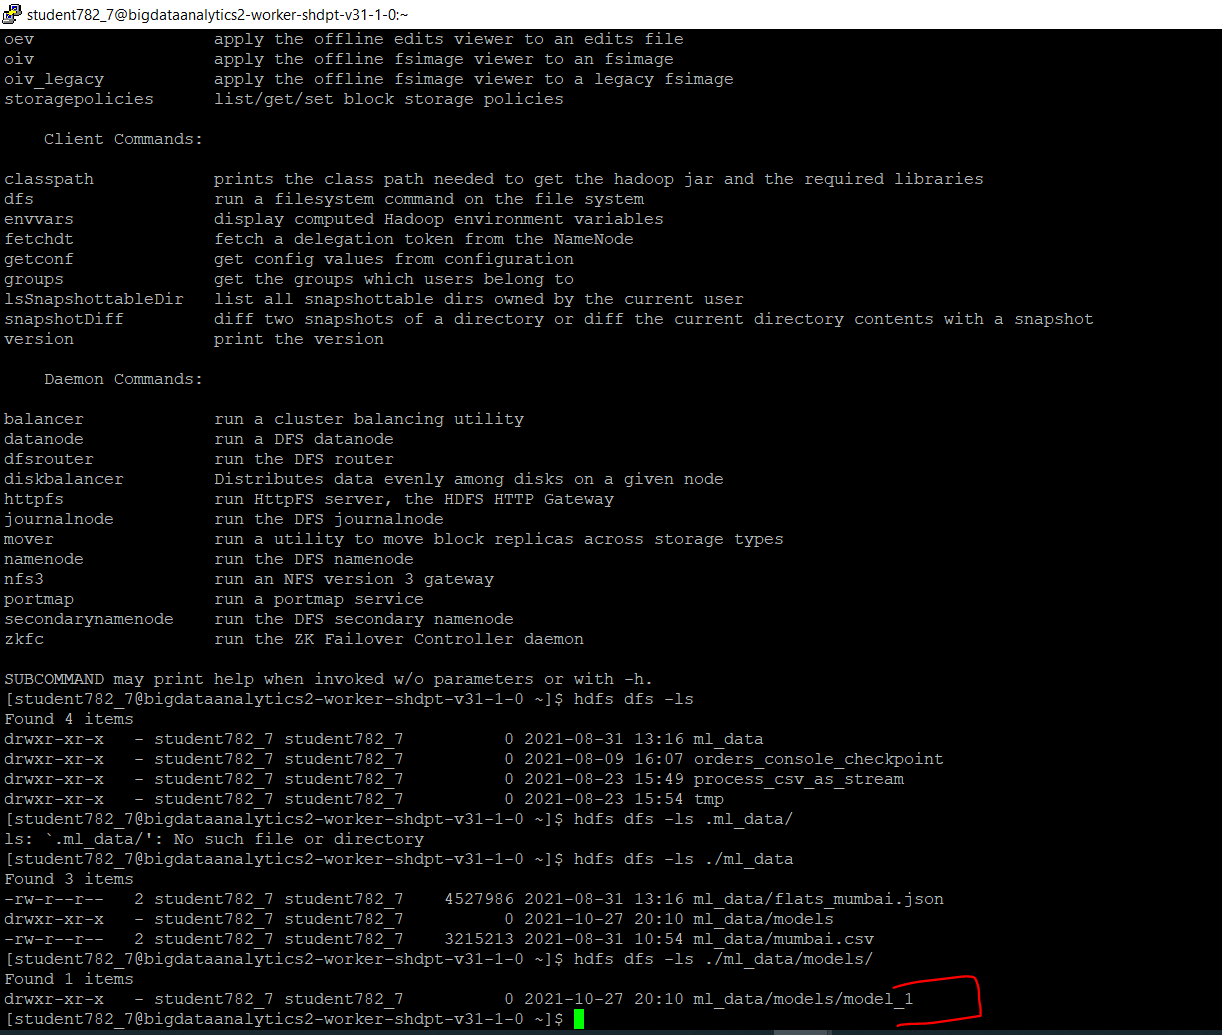 student782_7@bigdataanalytics2-worker-shdpt-v31-1-0:~
oev                  apply the offline edits viewer to an edits file
oiv                  apply the offline fsimage viewer to an fsimage
oiv_legacy           apply the offline fsimage viewer to a legacy fsimage
storagepolicies      list/get/set block storage policies

    Client Commands:

classpath            prints the class path needed to get the hadoop jar and the required libraries
dfs                  run a filesystem command on the file system
envvars              display computed Hadoop environment variables
fetchdt              fetch a delegation token from the NameNode
getconf              get config values from configuration
groups               get the groups which users belong to
lsSnapshottableDir   list all snapshottable dirs owned by the current user
snapshotDiff         diff two snapshots of a directory or diff the current directory contents with a snapshot
version              print the version

    Daemon Commands:

balancer             run a cluster balancing utility
datanode             run a DFS datanode
dfsrouter            run the DFS router
diskbalancer         Distributes data evenly among disks on a given node
httpfs               run HttpFS server, the HDFS HTTP Gateway
journalnode          run the DFS journalnode
mover                run a utility to move block replicas across storage types
namenode             run the DFS namenode
nfs3                 run an NFS version 3 gateway
portmap              run a portmap service
secondarynamenode    run the DFS secondary namenode
zkfc                 run the ZK Failover Controller daemon

SUBCOMMAND may print help when invoked w/o parameters or with -h.
[student782_7@bigdataanalytics2-worker-shdpt-v31-1-0 ~]$ hdfs dfs -ls
Found 4 items
drwxr-xr-x   - student782_7 student782_7          0 2021-08-31 13:16 ml_data
drwxr-xr-x   - student782_7 student782_7          0 2021-08-09 16:07 orders_console_checkpoint
drwxr-xr-x   - student782_7 student782_7          0 2021-08-23 15:49 process_csv_as_stream
drwxr-xr-x   - student782_7 student782_7          0 2021-08-23 15:54 tmp
[student782_7@bigdataanalytics2-worker-shdpt-v31-1-0 ~]$ hdfs dfs -ls .ml_data/
ls: `.ml_data/': No such file or directory
[student782_7@bigdataanalytics2-worker-shdpt-v31-1-0 ~]$ hdfs dfs -ls ./ml_data
Found 3 items
-rw-r--r--   2 student782_7 student782_7    4527986 2021-08-31 13:16 ml_data/flats_mumbai.json
drwxr-xr-x   - student782_7 student782_7          0 2021-10-27 20:10 ml_data/models
-rw-r--r--   2 student782_7 student782_7    3215213 2021-08-31 10:54 ml_data/mumbai.csv
[student782_7@bigdataanalytics2-worker-shdpt-v31-1-0 ~]$ hdfs dfs -ls ./ml_data/models/
Found 1 items
drwxr-xr-x   - student782_7 student782_7          0 2021-10-27 20:10 ml_data/models/model_1
[student782_7@bigdataanalytics2-worker-shdpt-v31-1-0 ~]$